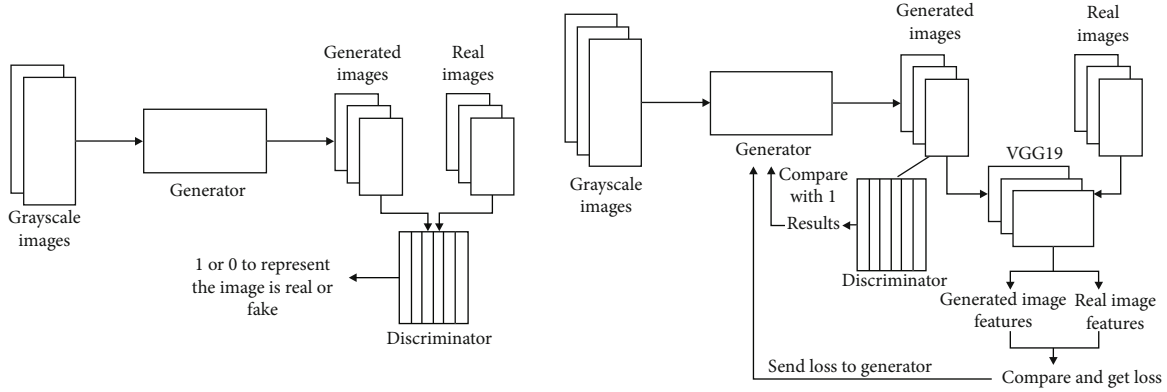 Generated
images
Real
images
Generator
Grayscale
images
1 or 0 to represent
the image is real or
fake
Discriminator
Generated
images
Real
images
Generator
Grayscale
images
VGG19
Compare
with 1
Results
Discriminator
Generated image
features
Real image
features
Send loss to generator
Compare and get loss